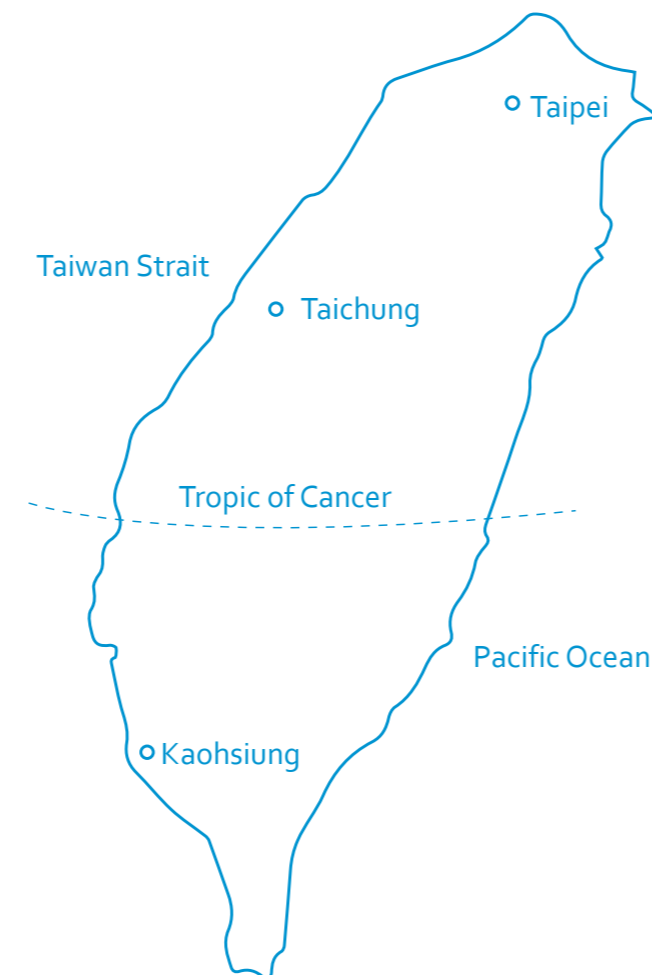 Taipei
Taiwan Strait
Taichung
Tropic of Cancer
Pacific Ocean
Kaohsiung